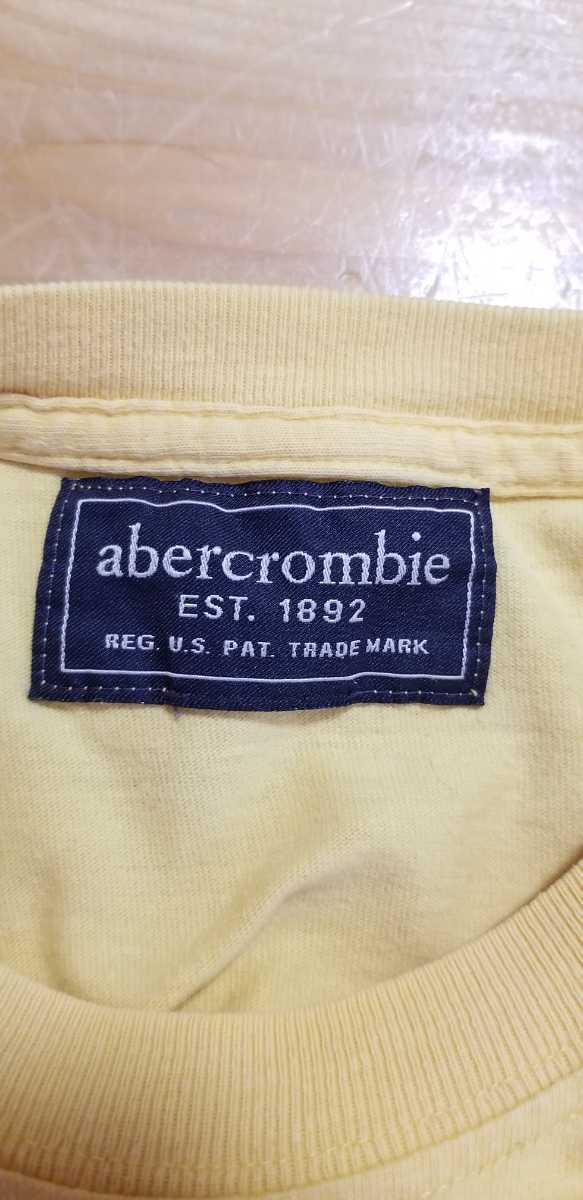 abercrombie
EST. 1892
REG. U.S. PAT. TRADE MARK